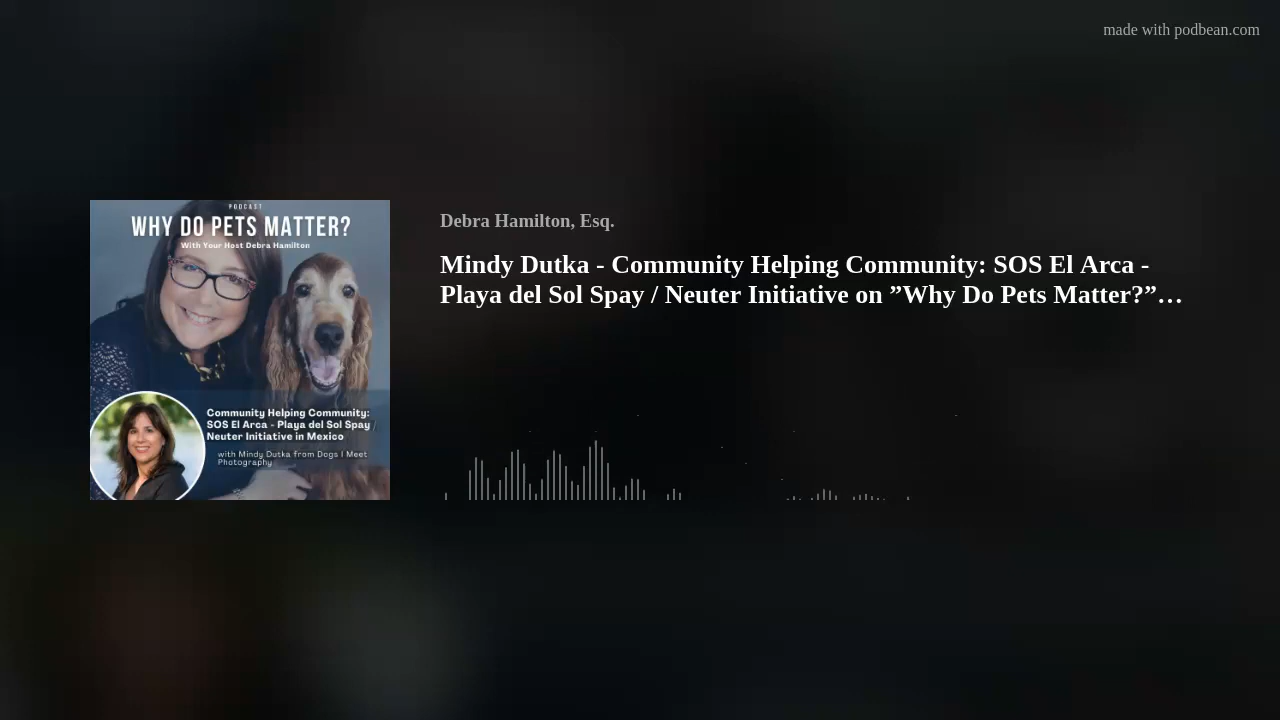 made with podbean.com
PODCAST
WHY DO PETS MATTER?
With Your Host Debra Hamilton
Community Helping Community:
SOS El Arca - Playa del Sol Spay /
Neuter Initiative in Mexico
with Mindy Dutka from Dogs I Meet
Photography
Debra Hamilton, Esq.
Mindy Dutka - Community Helping Community: SOS El Arca -
Playa del Sol Spay / Neuter Initiative on ”Why Do Pets Matter?”…